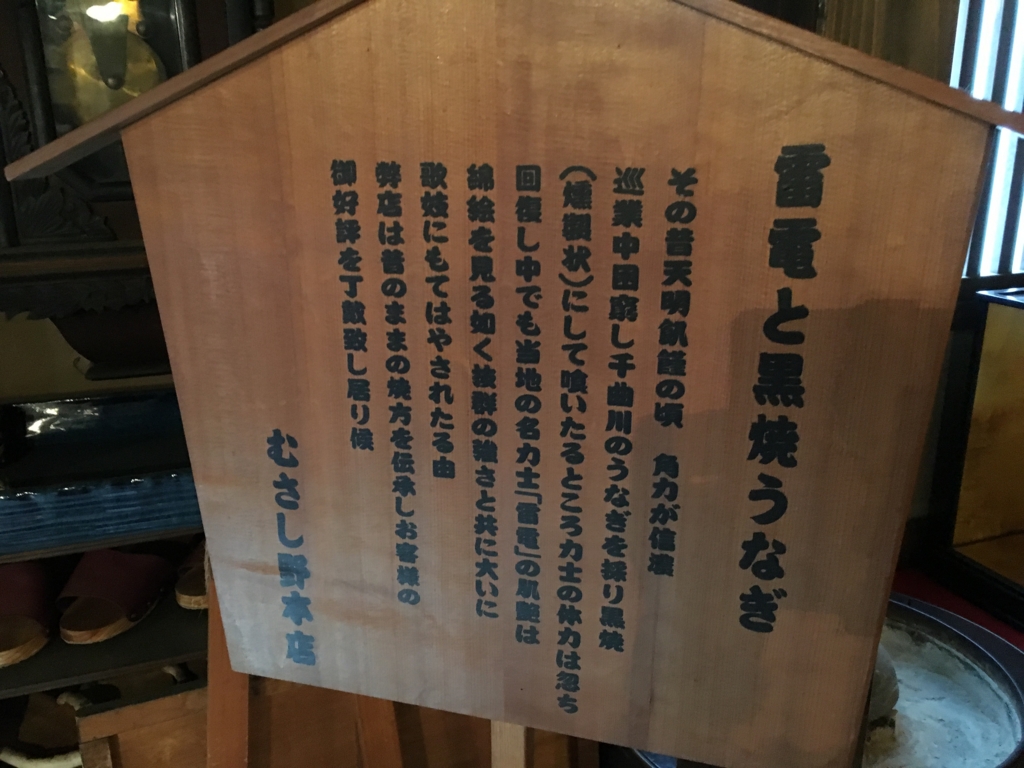 雷電と黒焼うなぎ
その昔天明飢饉の頃　角力が信濃
巡業中困窮し千曲川のうなぎを採り黒焼
(燻製状)にして喰いたるところ力士の体力は忽ち
回復し中でも当地の名力士「雷電」の肌艶は
綿絵を見る如く抜群の強さと共に大いに
歌妓にもてはやされたる由
弊店は昔のままの焼方を伝承しお客様の
御好評を丁戴致し居り候
むさし野本店